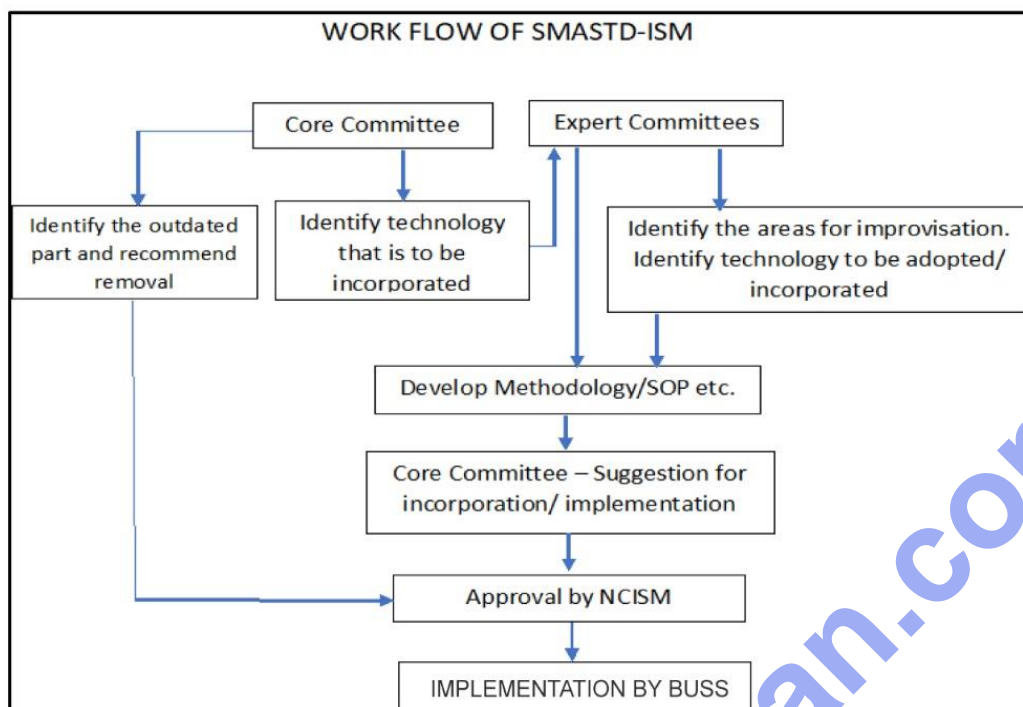 WORK FLOW OF SMASTD-ISM
Core Committee
Expert Committees
Identify the outdated
part and recommend
removal
Identify technology
that is to be
incorporated
Identify the areas for improvisation.
Identify technology to be adopted/
incorporated
Develop Methodology/SOP etc.
Core Committee – Suggestion for
incorporation/ implementation
Approval by NCISM
IMPLEMENTATION BY BUSS
an.co